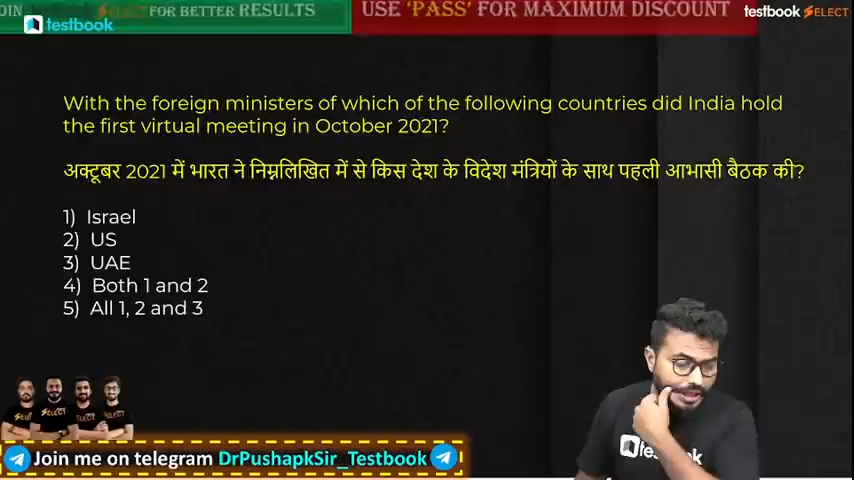 JOIN SELECT FOR BETTER RESULTS
USE ‘PASS’ FOR MAXIMUM DISCOUNT
testbook SELECT
testbook
With the foreign ministers of which of the following countries did India hold
the first virtual meeting in October 2021?
अक्टूबर 2021 में भारत ने निम्नलिखित में से किस देश के विदेश मंत्रियों के साथ पहली आभासी बैठक की?
1) Israel
2) US
3) UAE
4) Both 1 and 2
5) All 1, 2 and 3
SELECT
Join me on telegram DrPushapkSir_Testbook